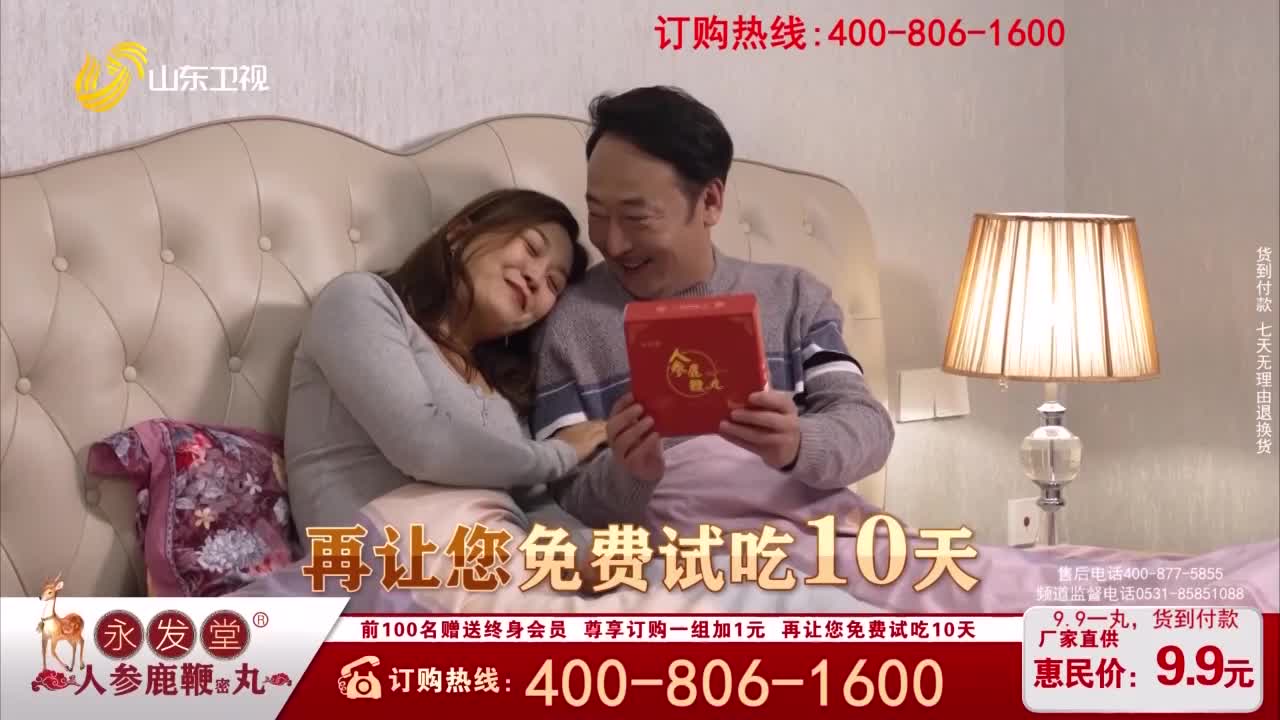 订购热线:400-806-1600
山东卫视
货到付款 七天无理由退换货
人参鹿鞭丸
再让您免费试吃10天
售后电话400-877-5855
频道监督电话0531-85851088
永发堂®
人参鹿鞭密丸
前100名赠送终身会员 尊享订购一组加1元 再让您免费试吃10天
订购热线:400-806-1600
9.9一丸，货到付款
厂家直供
惠民价：9.9元